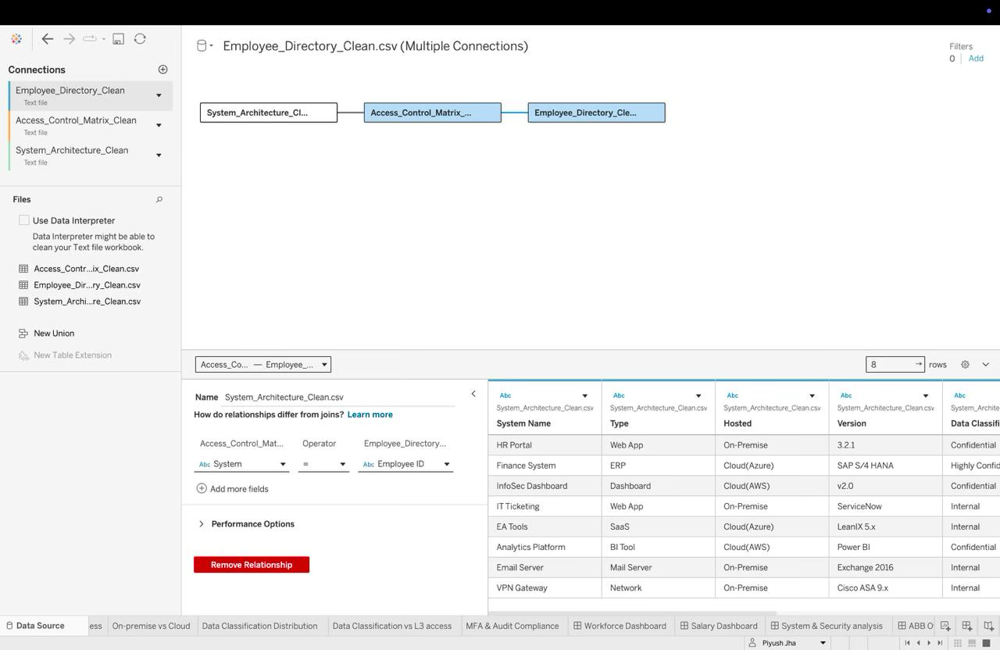 Employee_Directory_Clean.csv (Multiple Connections)
Filters
0 | Add
Connections
Employee_Directory_Clean
Text file
Access_Control_Matrix_Clean
Text file
System_Architecture_Clean
Text file
System_Architecture_Cl...
Access_Control_Matrix_...
Employee_Directory_Cle...
Files
Use Data Interpreter
Data Interpreter might be able to
clean your Text file workbook.
Access_Contr...ix_Clean.csv
Employee_Dir...ry_Clean.csv
System_Archi...re_Clean.csv
New Union
New Table Extension
Access_Co... — Employee_...
8 → rows
Name System_Architecture_Clean.csv
How do relationships differ from joins? Learn more
Access_Control_Mat... Operator Employee_Directory...
Abc System = Abc Employee ID
Add more fields
Performance Options
Remove Relationship
Abc Abc Abc Abc Abc
System_Architecture_Clean.csv System_Architecture_Clean.csv System_Architecture_Clean.csv System_Architecture_Clean.csv System_Archite
System Name Type Hosted Version Data Classifi
HR Portal Web App On-Premise 3.2.1 Confidential
Finance System ERP Cloud(Azure) SAP S/4 HANA Highly Confid
InfoSec Dashboard Dashboard Cloud(AWS) v2.0 Confidential
IT Ticketing Web App On-Premise ServiceNow Internal
EA Tools SaaS Cloud(Azure) LeanIX 5.x Internal
Analytics Platform BI Tool Cloud(AWS) Power BI Confidential
Email Server Mail Server On-Premise Exchange 2016 Internal
VPN Gateway Network On-Premise Cisco ASA 9.x Internal
Data Source ess On-premise vs Cloud Data Classification Distribution Data Classification vs L3 access MFA & Audit Compliance Workforce Dashboard Salary Dashboard System & Security analysis ABB O
Piyush Jha